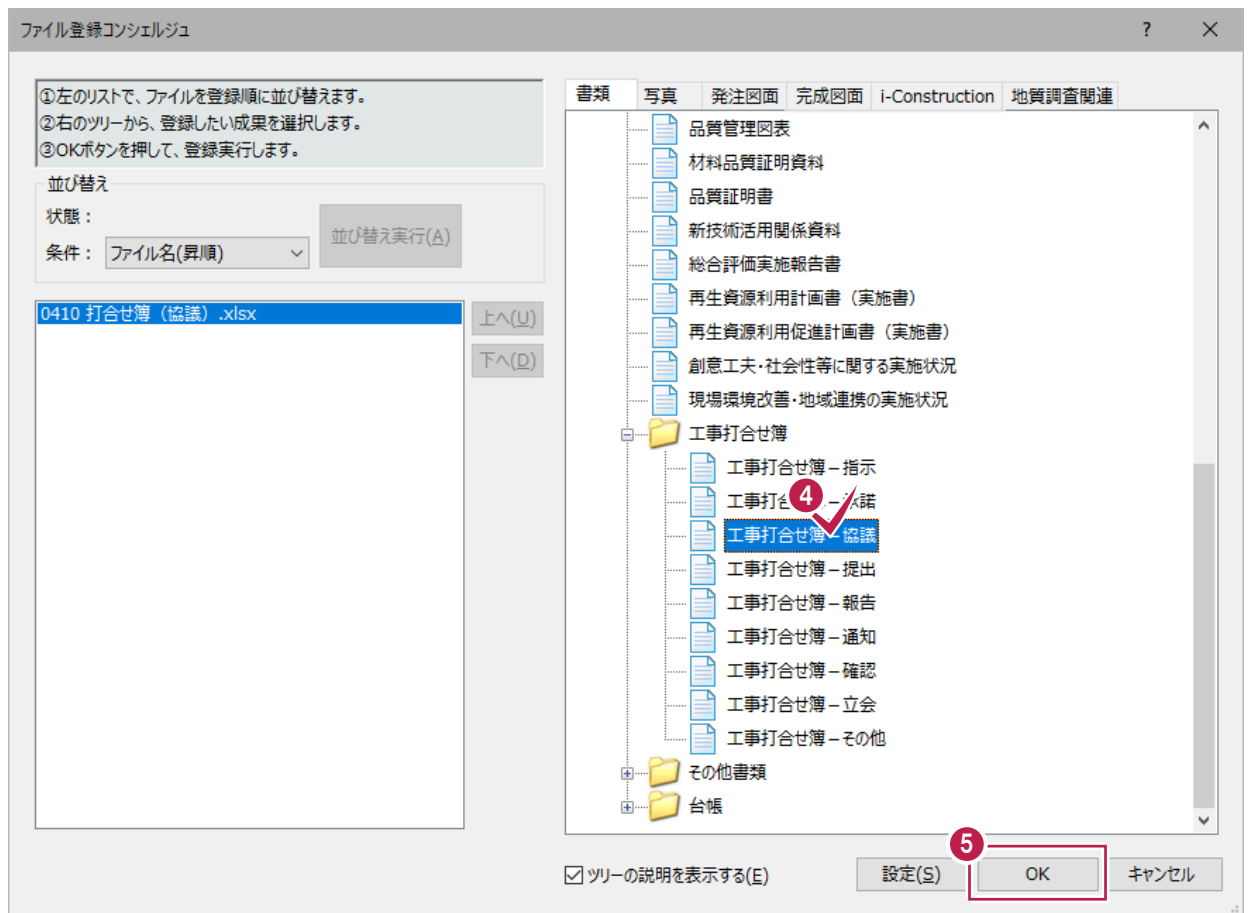 ファイル登録コンシェルジュ
?
①左のリストで、ファイルを登録順に並び替えます。
②右のツリーから、登録したい成果を選択します。
③OKボタンを押して、登録実行します。
並び替え
状態：
条件： ファイル名(昇順)
並び替え実行(A)
0410 打合せ簿（協議）.xlsx
上へ(U)
下へ(D)
書類 写真 発注図面 完成図面 i-Construction 地質調査関連
品質管理図表
材料品質証明資料
品質証明書
新技術活用関係資料
総合評価実施報告書
再生資源利用計画書（実施書）
再生資源利用促進計画書（実施書）
創意工夫･社会性等に関する実施状況
現場環境改善･地域連携の実施状況
工事打合せ簿
工事打合せ簿－指示
4
工事打合 －承諾
工事打合せ簿－協議
工事打合せ簿－提出
工事打合せ簿－報告
工事打合せ簿－通知
工事打合せ簿－確認
工事打合せ簿－立会
工事打合せ簿－その他
その他書類
台帳
5
ツリーの説明を表示する(E)
設定(S) OK キャンセル